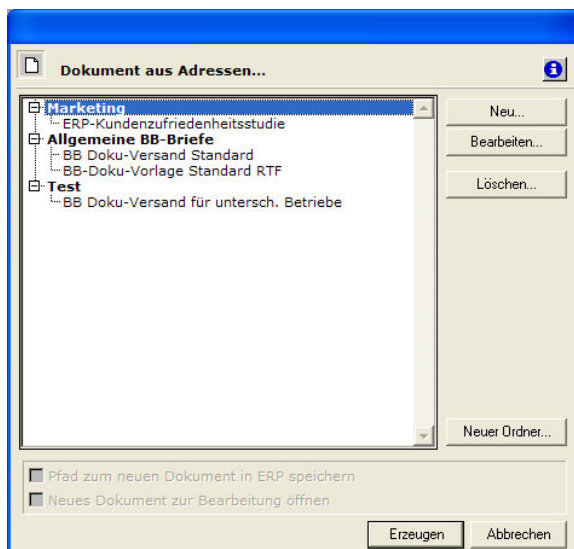 Dokument aus Adressen...
Marketing
ERP-Kundenzufriedenheitsstudie
Allgemeine BB-Briefe
BB Doku-Versand Standard
BB-Doku-Vorlage Standard RTF
Test
BB Doku-Versand für untersch. Betriebe
Neu...
Bearbeiten...
Löschen...
Neuer Ordner...
Pfad zum neuen Dokument in ERP speichern
Neues Dokument zur Bearbeitung öffnen
Erzeugen
Abbrechen